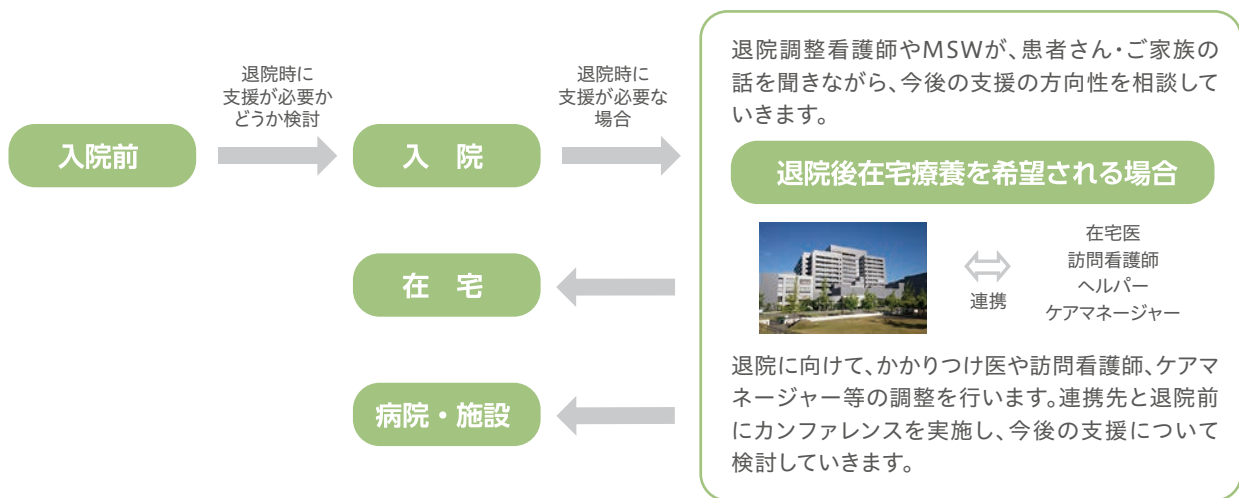 入院前
退院時に
支援が必要か
どうか検討
入　院
退院時に
支援が必要な
場合
在　宅
病院・施設
退院調整看護師やMSWが、患者さん・ご家族の
話を聞きながら、今後の支援の方向性を相談して
いきます。
退院後在宅療養を希望される場合
連携
在宅医
訪問看護師
ヘルパー
ケアマネージャー
退院に向けて、かかりつけ医や訪問看護師、ケアマ
ネージャー等の調整を行います。連携先と退院前
にカンファレンスを実施し、今後の支援について
検討していきます。